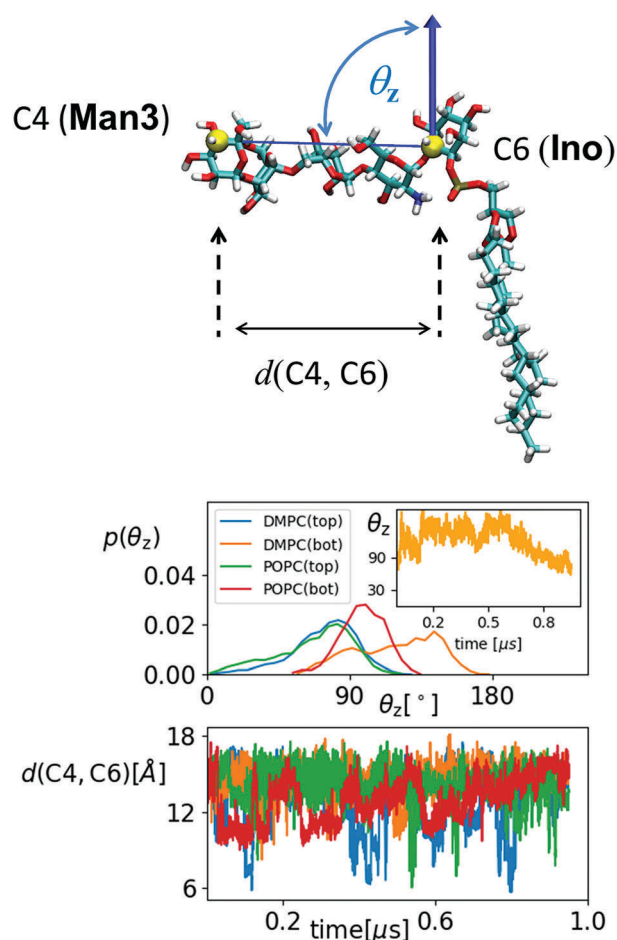 θz
C4 (Man3)
C6 (Ino)
d(C4, C6)
p(θz)
0.04
0.02
0.00
DMPC(top)
DMPC(bot)
POPC(top)
POPC(bot)
θz
90
30
0.2 0.5 0.8
time [μs]
0 90 180
θz[°]
d(C4, C6)[Å]
18
12
6
0.2 0.6 1.0
time[μs]